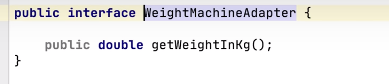 public interface WeightMachineAdapter {
public double getWeightInKg();
}